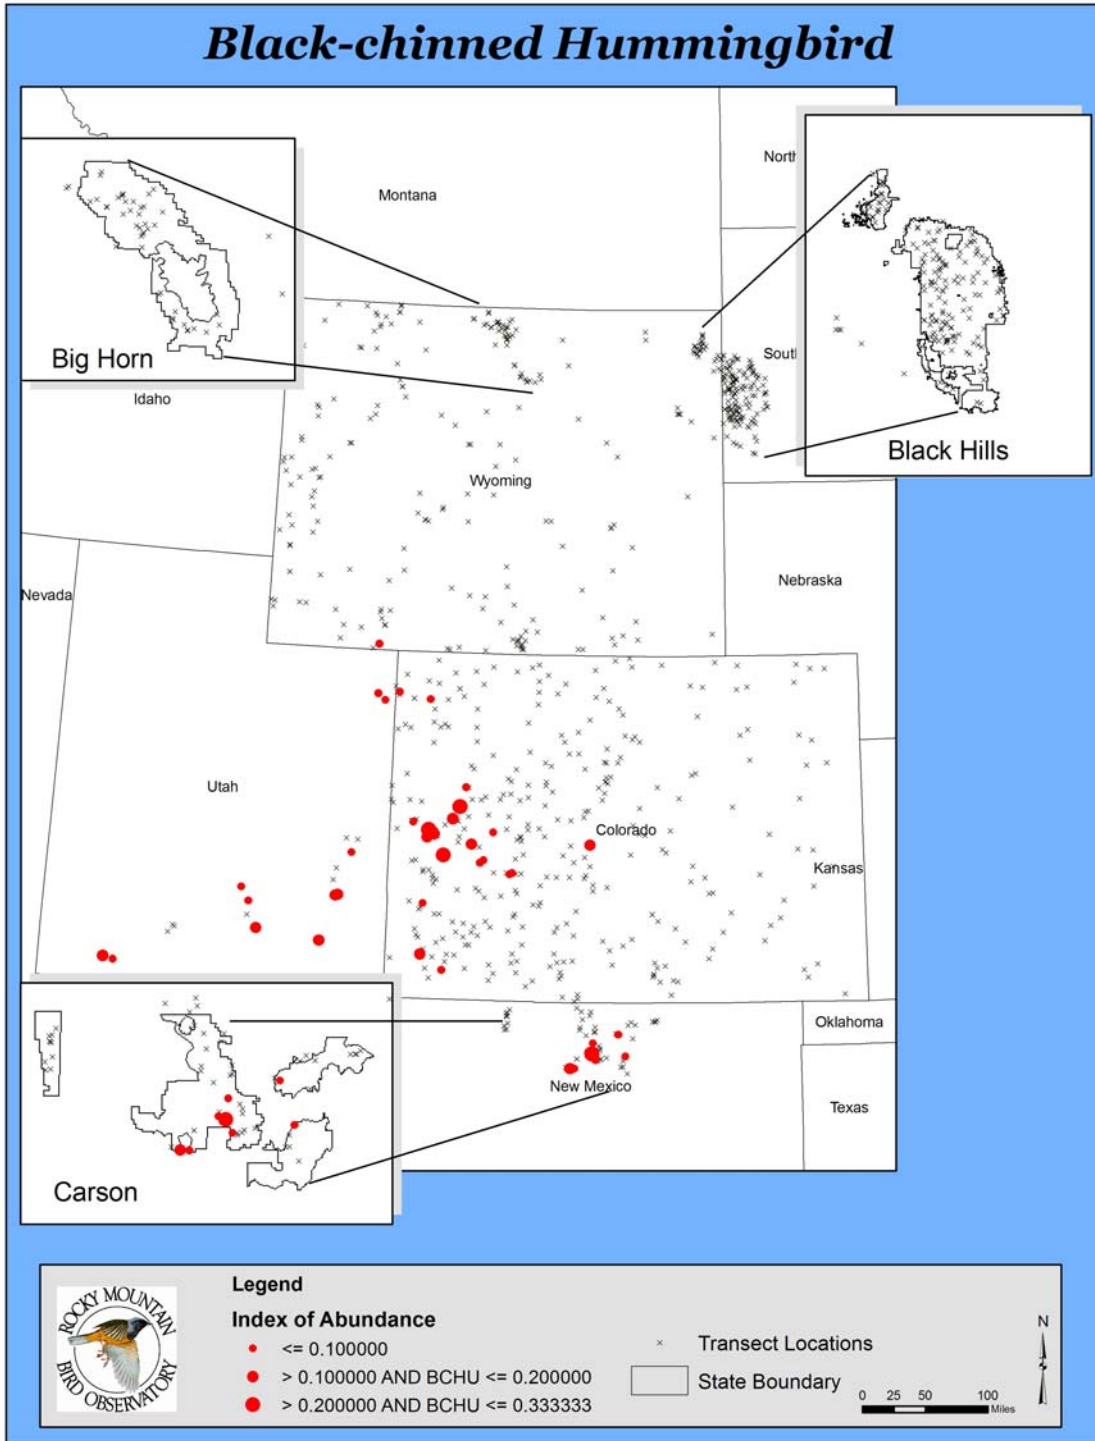 Black-chinned Hummingbird
North
Montana
Big Horn
South
Idaho
Black Hills
Wyoming
Nebraska
Nevada
Utah
Colorado
Kansas
Oklahoma
New Mexico
Texas
Carson
Legend
Index of Abundance
<= 0.100000
> 0.100000 AND BCHU <= 0.200000
> 0.200000 AND BCHU <= 0.333333
Transect Locations
State Boundary
ROCKY MOUNTAIN
BIRD OBSERVATORY
N
0 25 50 100
Miles